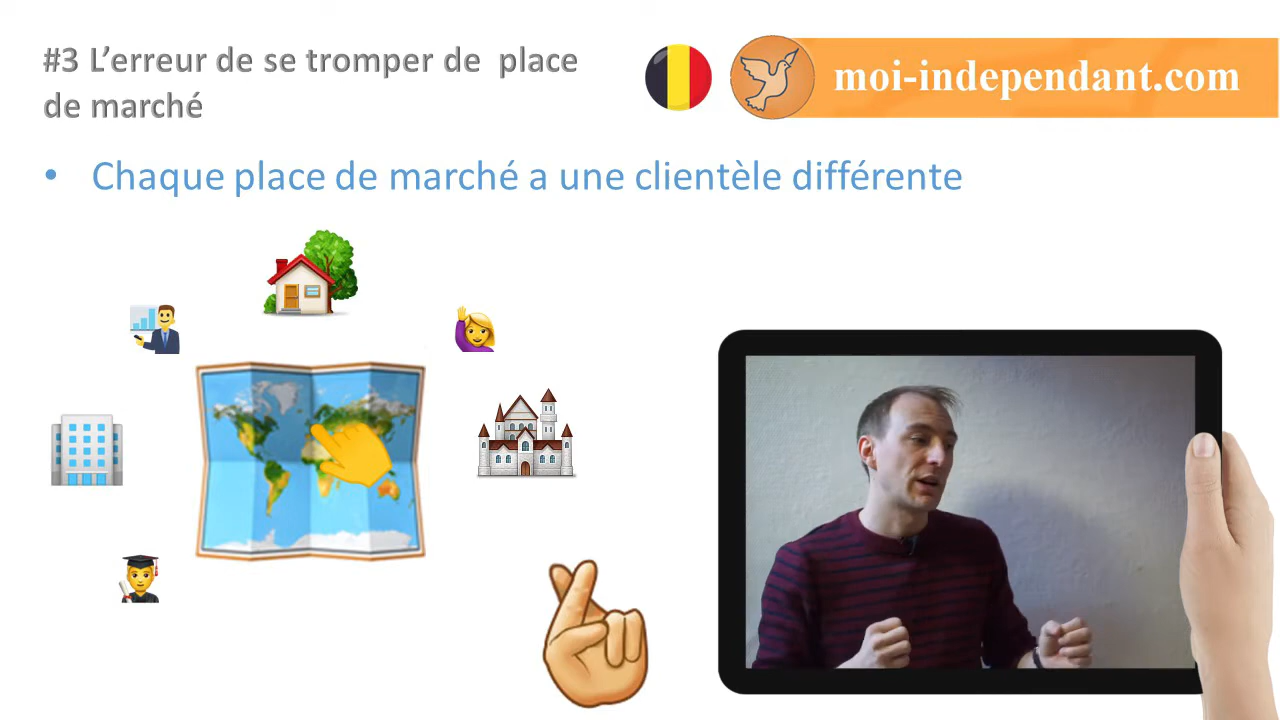 #3 L’erreur de se tromper de place
de marché
moi-independant.com
• Chaque place de marché a une clientèle différente